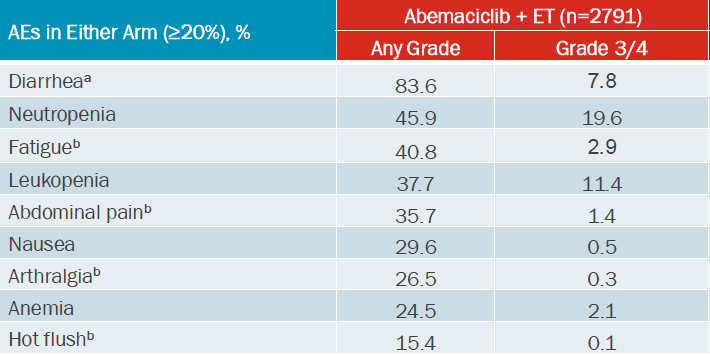 AEs in Either Arm (≥20%), % Abemaciclib + ET (n=2791)
Any Grade Grade 3/4
Diarrheaᵃ 83.6 7.8
Neutropenia 45.9 19.6
Fatigueᵇ 40.8 2.9
Leukopenia 37.7 11.4
Abdominal painᵇ 35.7 1.4
Nausea 29.6 0.5
Arthralgiaᵇ 26.5 0.3
Anemia 24.5 2.1
Hot flushᵇ 15.4 0.1